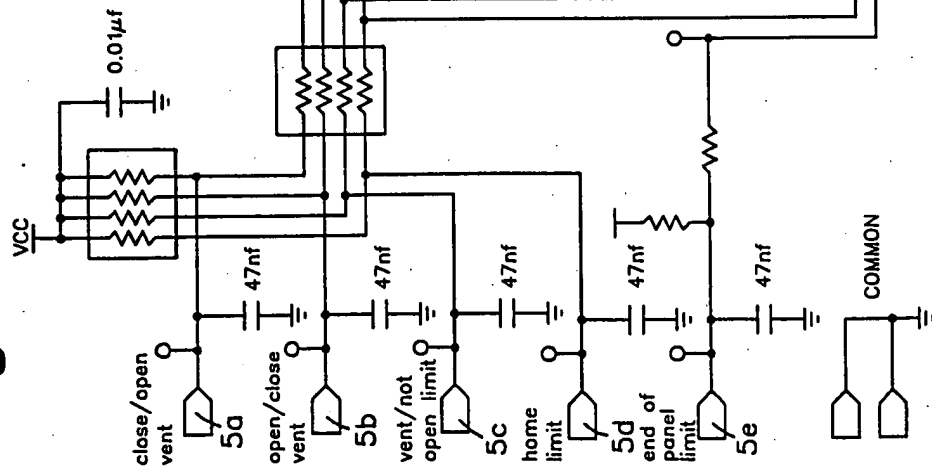 0.01μf
VCC
47nf
47nf
47nf
47nf
47nf
COMMON
close/open
vent
5a
open/close
vent
5b
vent/not
open limit
5c
home
limit
5d
end of
panel
limit
5e